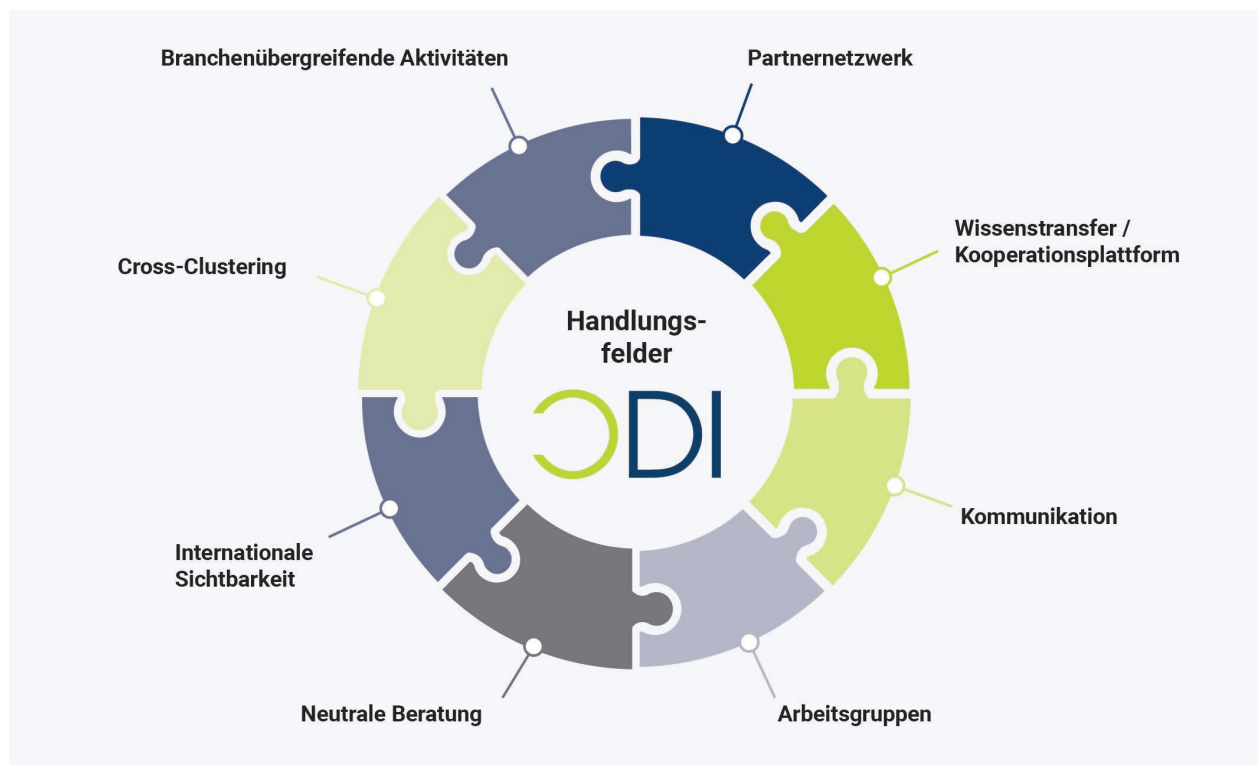 Branchenübergreifende Aktivitäten
Partnernetzwerk
Wissenstransfer /
Kooperationsplattform
Cross-Clustering
Handlungs-
felder
CDI
Kommunikation
Internationale
Sichtbarkeit
Neutrale Beratung
Arbeitsgruppen